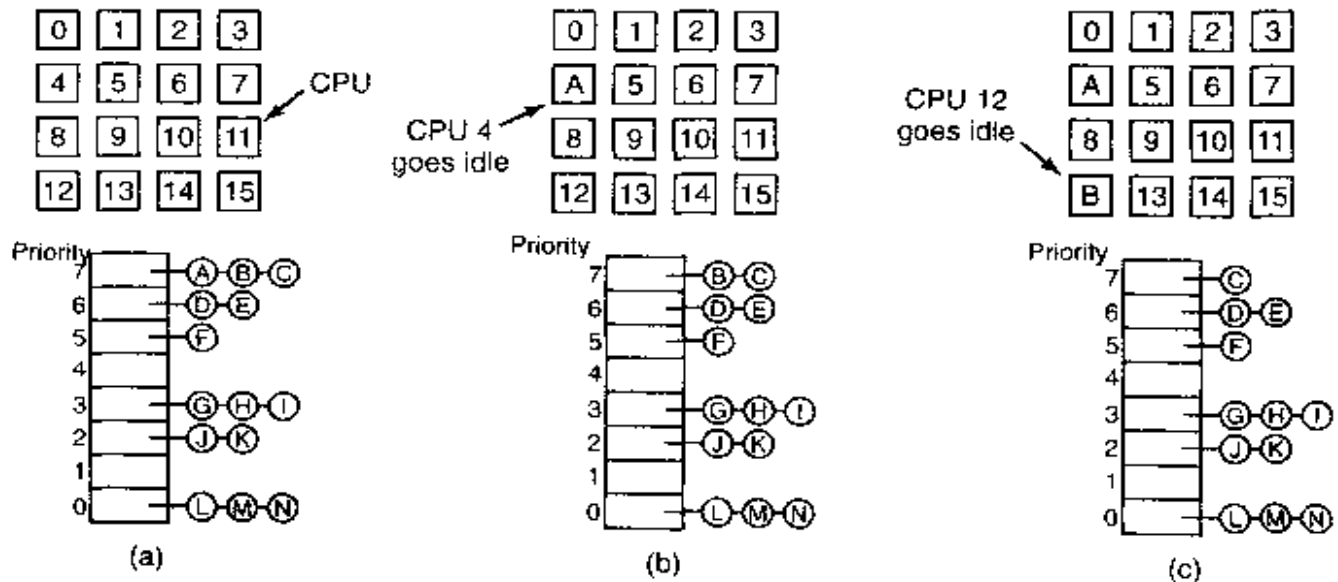 0 1 2 3
4 5 6 7
8 9 10 11
12 13 14 15
CPU
Priority
7 A B C
6 D E
5 F
4
3 G H I
2 J K
1
0 L M N
(a)
0 1 2 3
A 5 6 7
8 9 10 11
12 13 14 15
CPU 4
goes idle
Priority
7 B C
6 D E
5 F
4
3 G H I
2 J K
1
0 L M N
(b)
0 1 2 3
A 5 6 7
8 9 10 11
B 13 14 15
CPU 12
goes idle
Priority
7 C
6 D E
5 F
4
3 G H I
2 J K
1
0 L M N
(c)